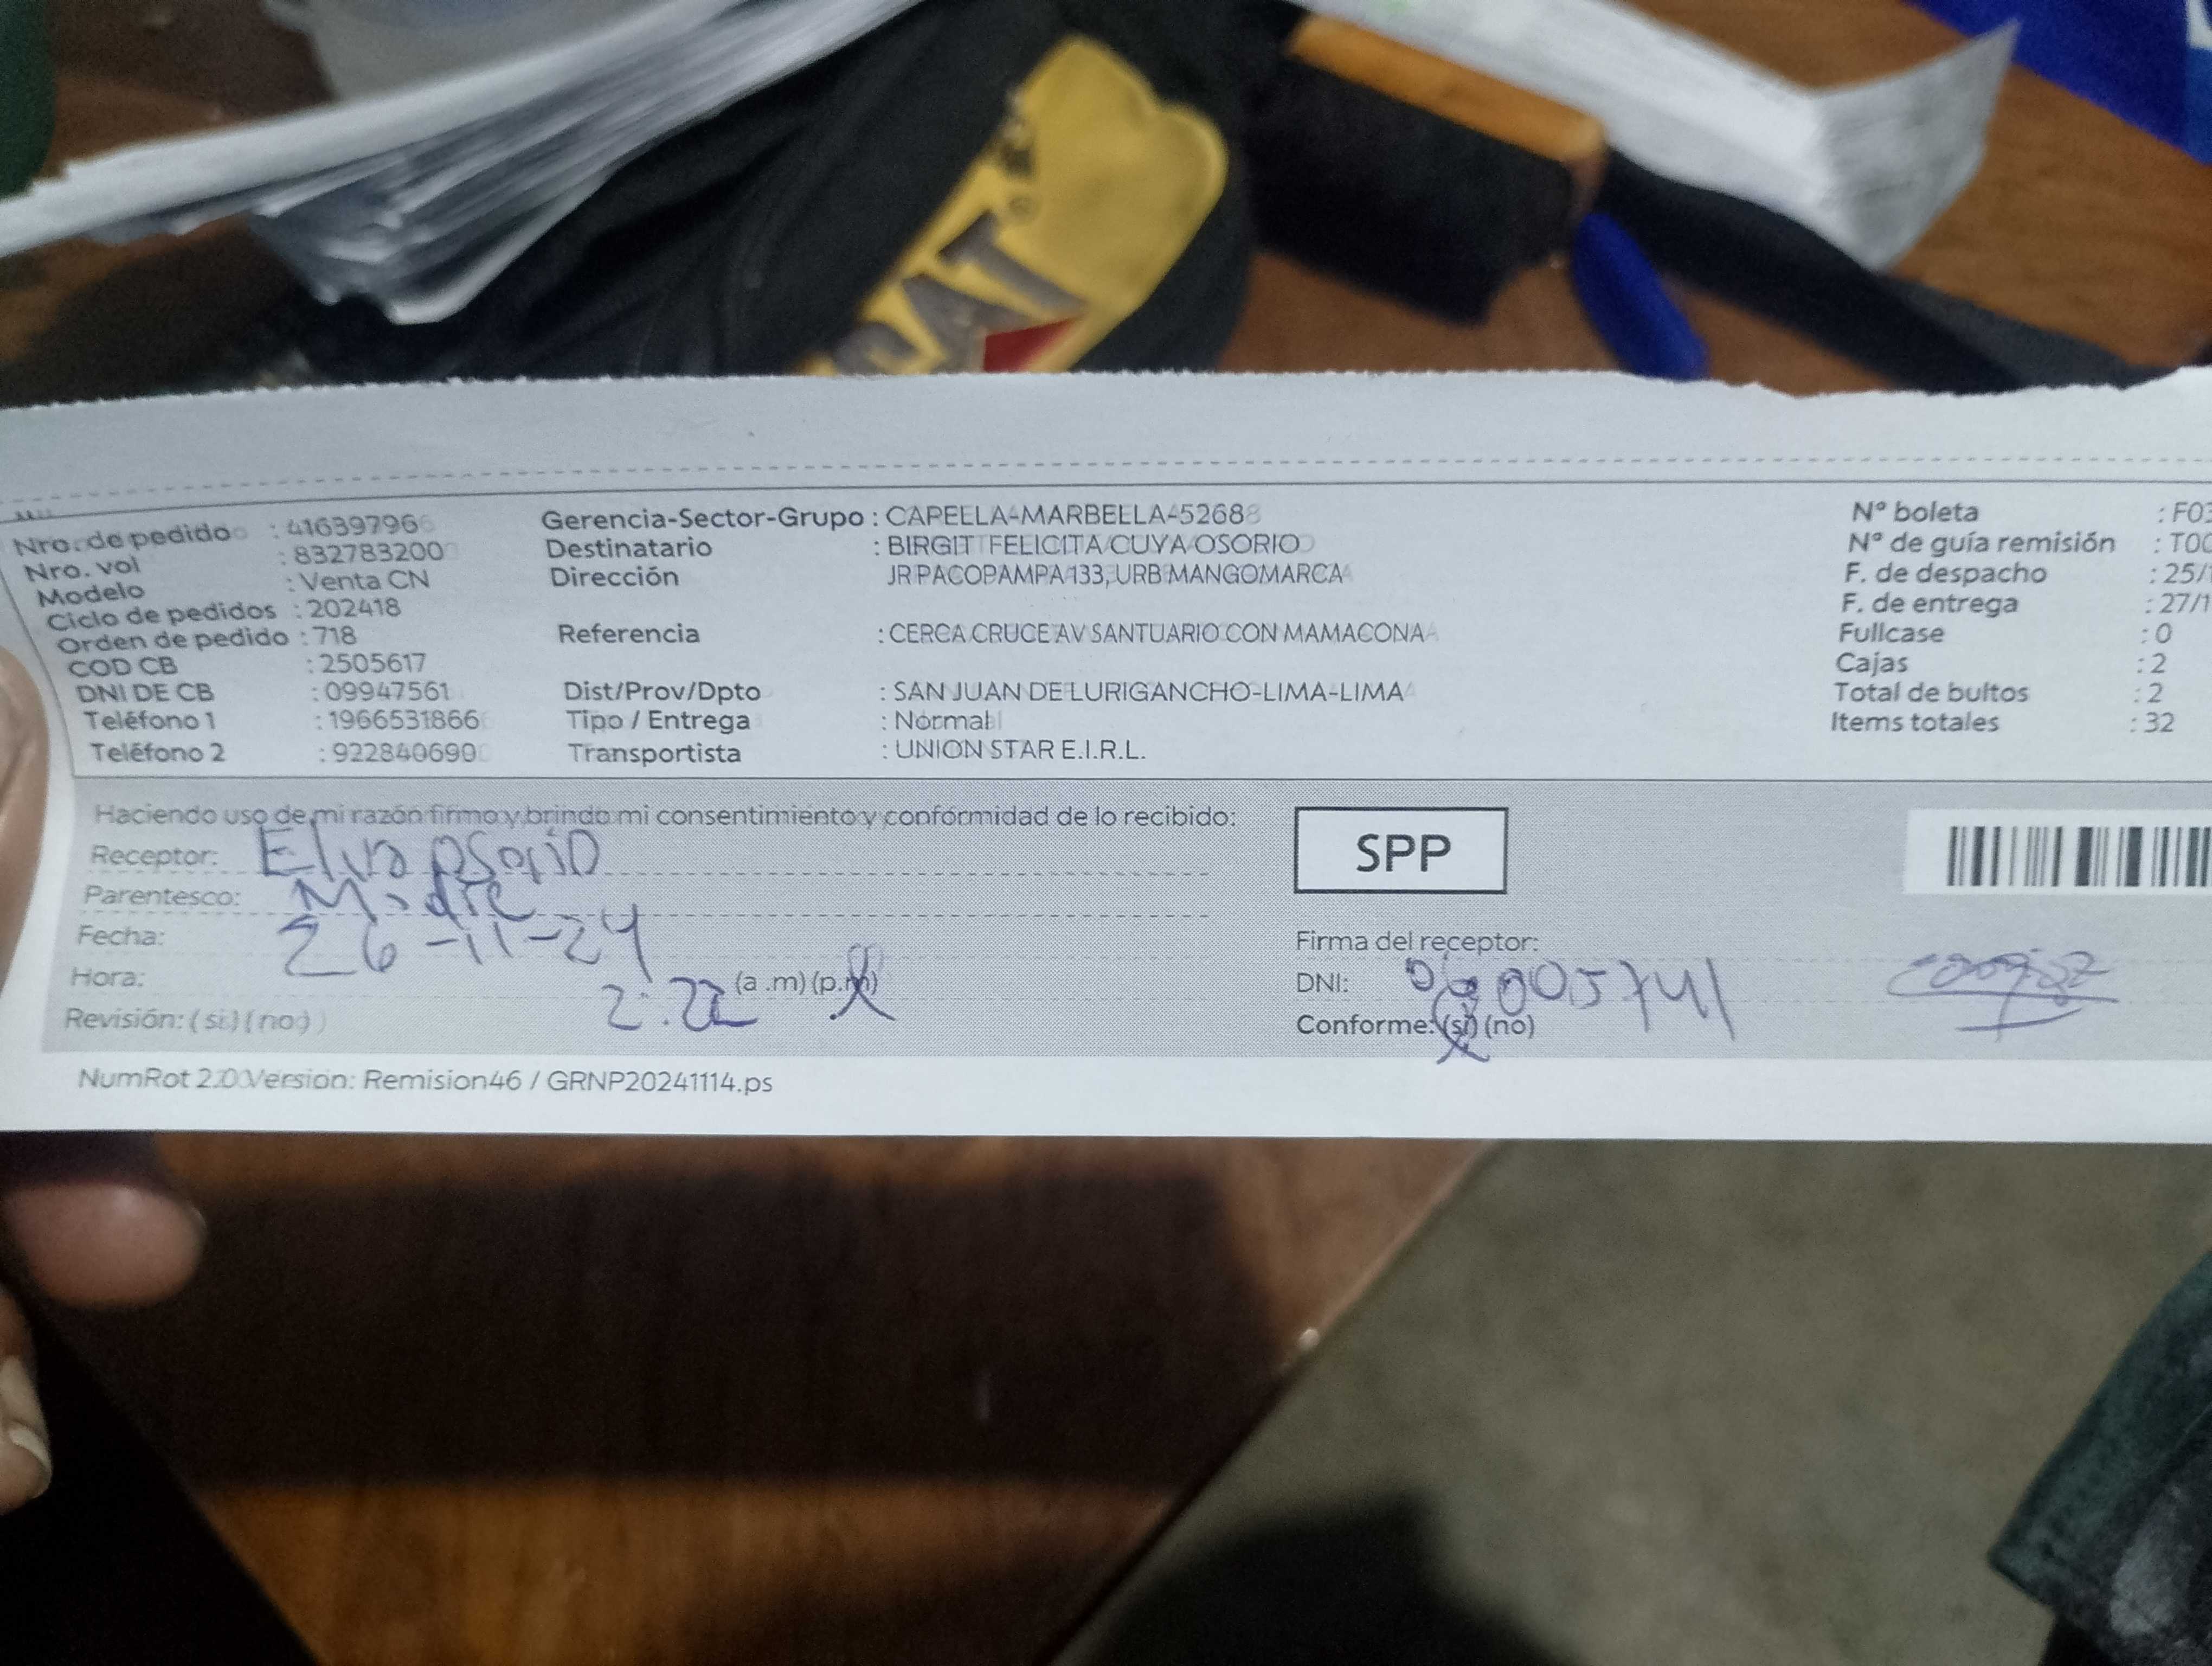 Nro. de pedido : 416397966
Nro. vol : 832783200
Modelo : Venta CN
Ciclo de pedidos : 202418
Orden de pedido : 718
COD CB : 2505617
DNI DE CB : 09947561
Teléfono 1 : 1966531866
Teléfono 2 : 922840690
Gerencia-Sector-Grupo : CAPELLA-MARBELLA-5268
Destinatario : BIRGIT FELICITA CUYA OSORIO
Dirección JR PACOPAMPA 133, URB MANGOMARCA
Referencia : CERCA CRUCE AV SANTUARIO CON MAMACONA
Dist/Prov/Dpto : SAN JUAN DE LURIGANCHO-LIMA-LIMA
Tipo / Entrega : Normal
Transportista : UNION STAR E.I.R.L.
N° boleta : F03
N° de guía remisión : T00
F. de despacho : 25/
F. de entrega : 27/1
Fullcase : 0
Cajas : 2
Total de bultos : 2
Items totales : 32
Haciendo uso de mi razón firmo y brindo mi consentimiento y conformidad de lo recibido:
Receptor: Elva Osorio
Parentesco: Madre
Fecha: 26-11-24
Hora: 2:22 (a .m) (p.m)
Revisión: (si) (no)
SPP
Firma del receptor:
DNI:
Conforme: (si) (no)
NumRot 2.0 Version: Remision46 / GRNP20241114.ps